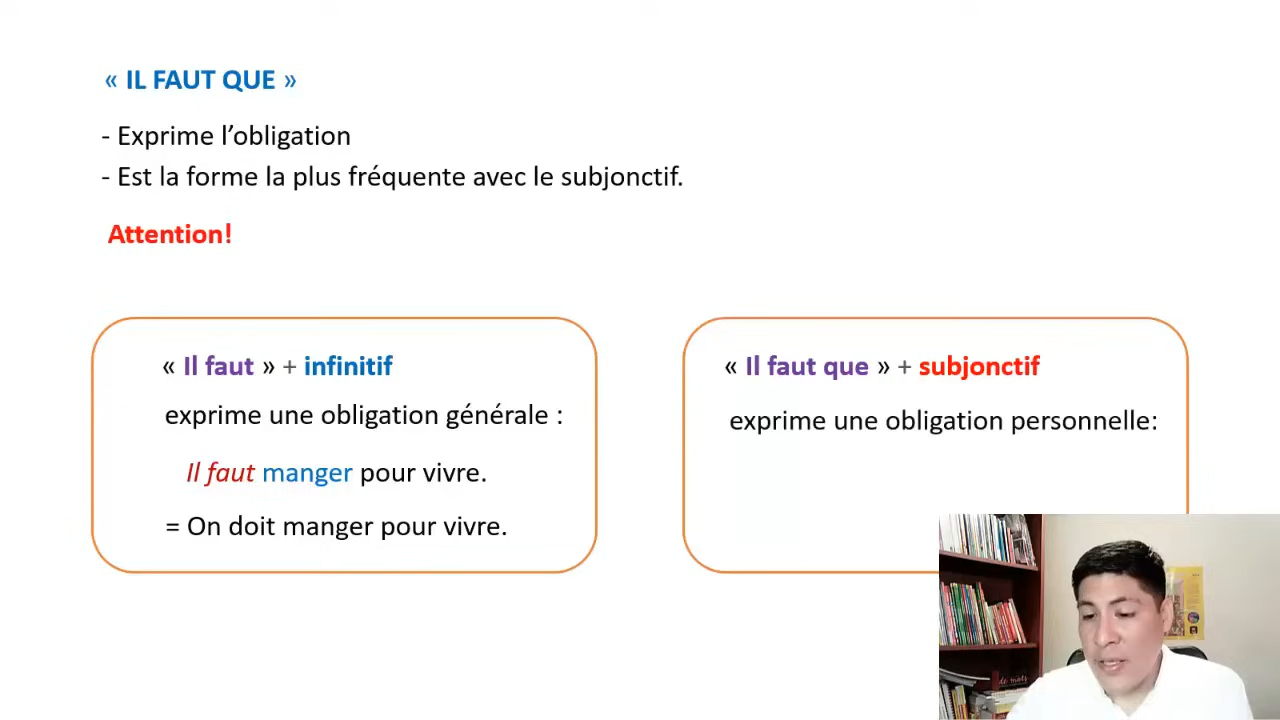 « IL FAUT QUE »
- Exprime l’obligation
- Est la forme la plus fréquente avec le subjonctif.
Attention!
« Il faut » + infinitif
exprime une obligation générale :
Il faut manger pour vivre.
= On doit manger pour vivre.
« Il faut que » + subjonctif
exprime une obligation personnelle: